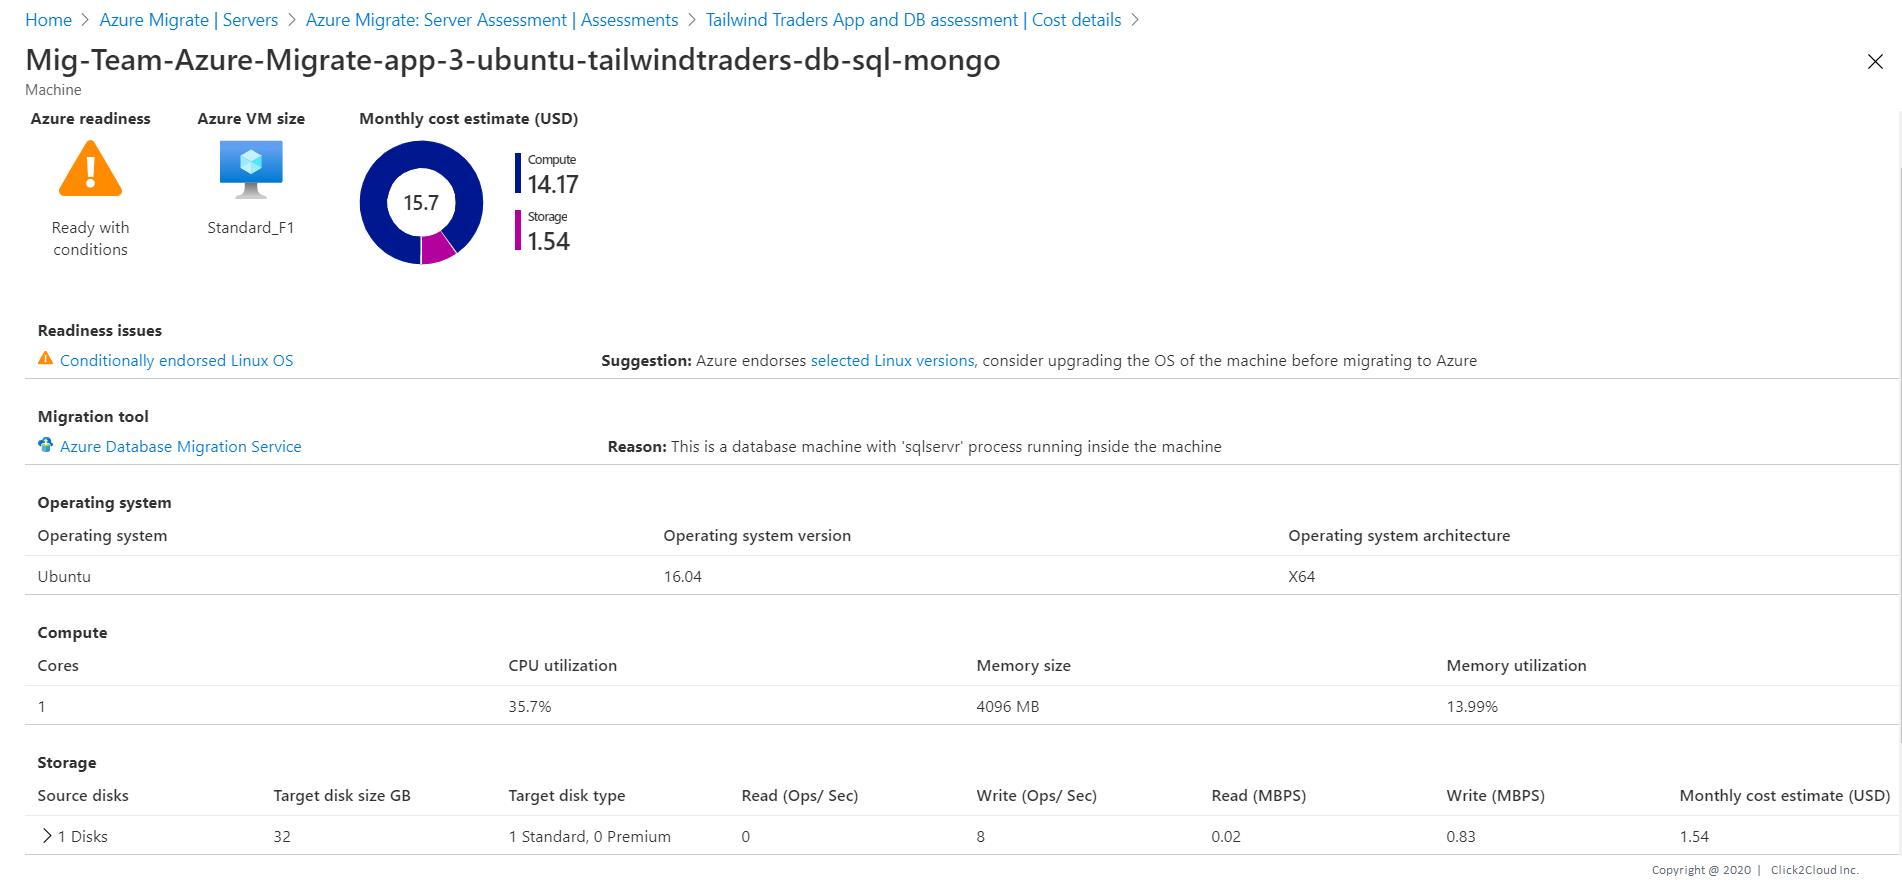 Home > Azure Migrate | Servers > Azure Migrate: Server Assessment | Assessments > Tailwind Traders App and DB assessment | Cost details >
Mig-Team-Azure-Migrate-app-3-ubuntu-tailwindtraders-db-sql-mongo
Machine
Azure readiness
Ready with
conditions
Azure VM size
Standard_F1
Monthly cost estimate (USD)
15.7
Compute
14.17
Storage
1.54
Readiness issues
Conditionally endorsed Linux OS Suggestion: Azure endorses selected Linux versions, consider upgrading the OS of the machine before migrating to Azure
Migration tool
Azure Database Migration Service Reason: This is a database machine with 'sqlservr' process running inside the machine
Operating system
Operating system Operating system version Operating system architecture
Ubuntu 16.04 X64
Compute
Cores CPU utilization Memory size Memory utilization
1 35.7% 4096 MB 13.99%
Storage
Source disks Target disk size GB Target disk type Read (Ops/ Sec) Write (Ops/ Sec) Read (MBPS) Write (MBPS) Monthly cost estimate (USD)
1 Disks 32 1 Standard, 0 Premium 0 8 0.02 0.83 1.54
Copyright @ 2020 | Click2Cloud Inc.